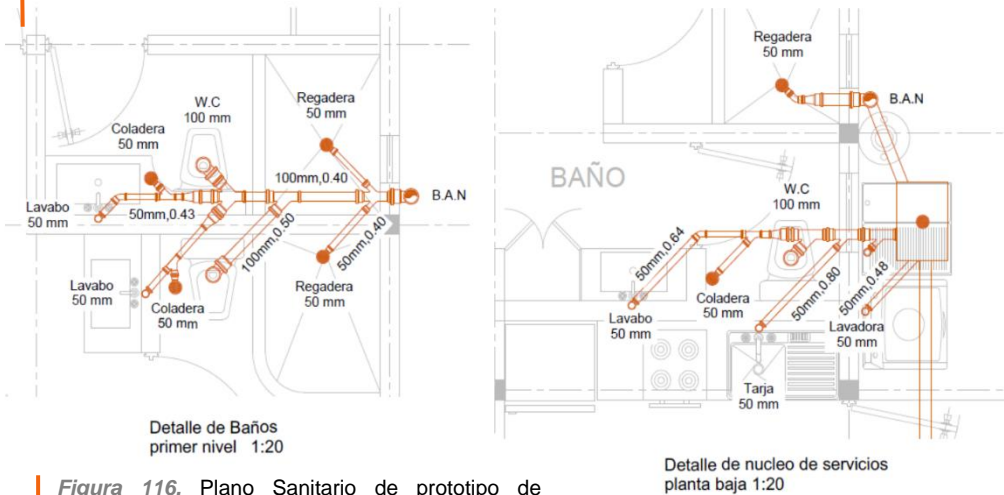 Regadera
50 mm
W.C
100 mm
Coladera
50 mm
100mm,0.40
B.A.N
Lavabo
50 mm
50mm,0.43
100mm,0.50
50mm,0.40
Lavabo
50 mm
Coladera
50 mm
Regadera
50 mm
Detalle de Baños
primer nivel 1:20
Regadera
50 mm
B.A.N
BAÑO
W.C
100 mm
50mm,0.64
50mm,0.80
50mm,0.48
Coladera
50 mm
Lavabo
50 mm
Lavadora
50 mm
Tarja
50 mm
Detalle de nucleo de servicios
planta baja 1:20
Figura 116. Plano Sanitario de prototipo de